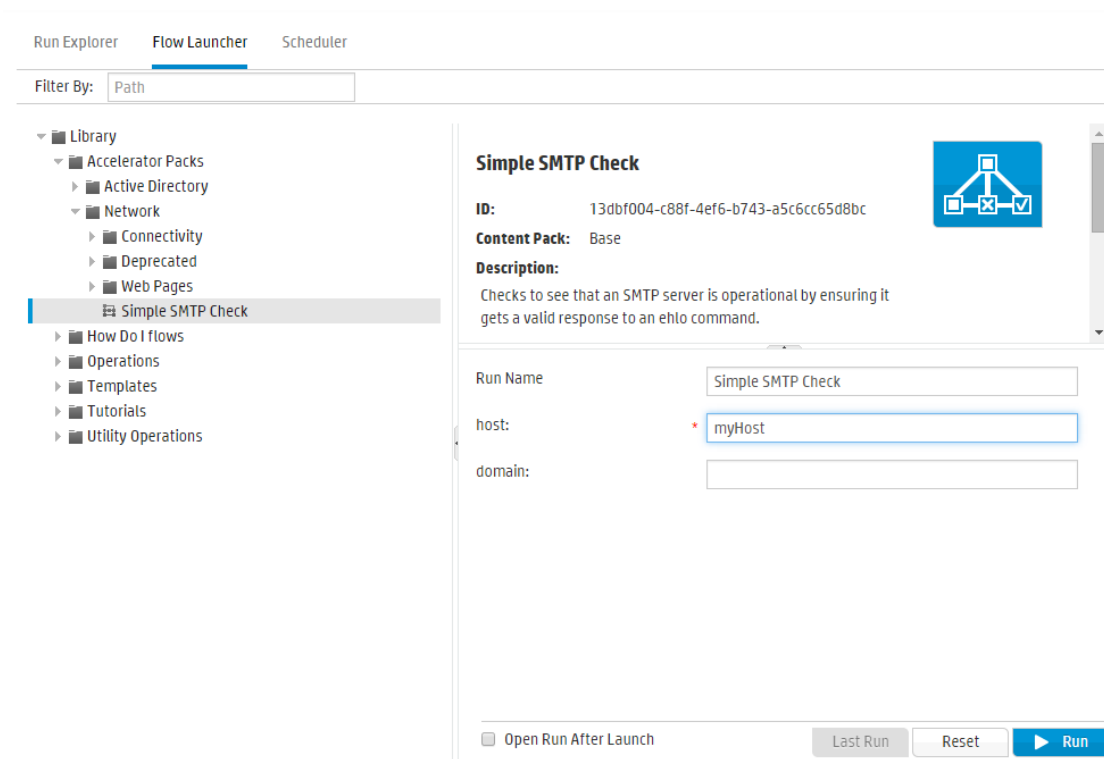 Run Explorer Flow Launcher Scheduler
Filter By: Path
Library
Accelerator Packs
Active Directory
Network
Connectivity
Deprecated
Web Pages
Simple SMTP Check
How Do I flows
Operations
Templates
Tutorials
Utility Operations
Simple SMTP Check
ID: 13dbf004-c88f-4ef6-b743-a5c6cc65d8bc
Content Pack: Base
Description:
Checks to see that an SMTP server is operational by ensuring it
gets a valid response to an ehlo command.
Run Name Simple SMTP Check
host: * myHost
domain:
Open Run After Launch Last Run Reset Run